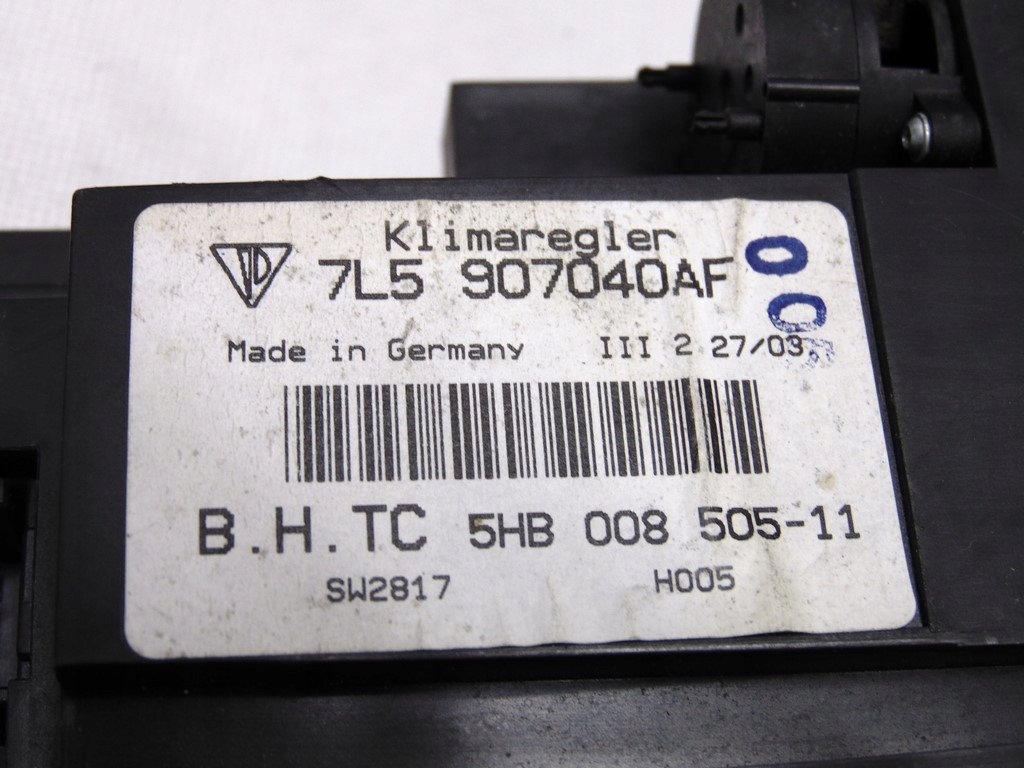 Klimaregler
7L5 907040AF
Made in Germany III 2 27/03
B.H.TC 5HB 008 505-11
SW2817 H005